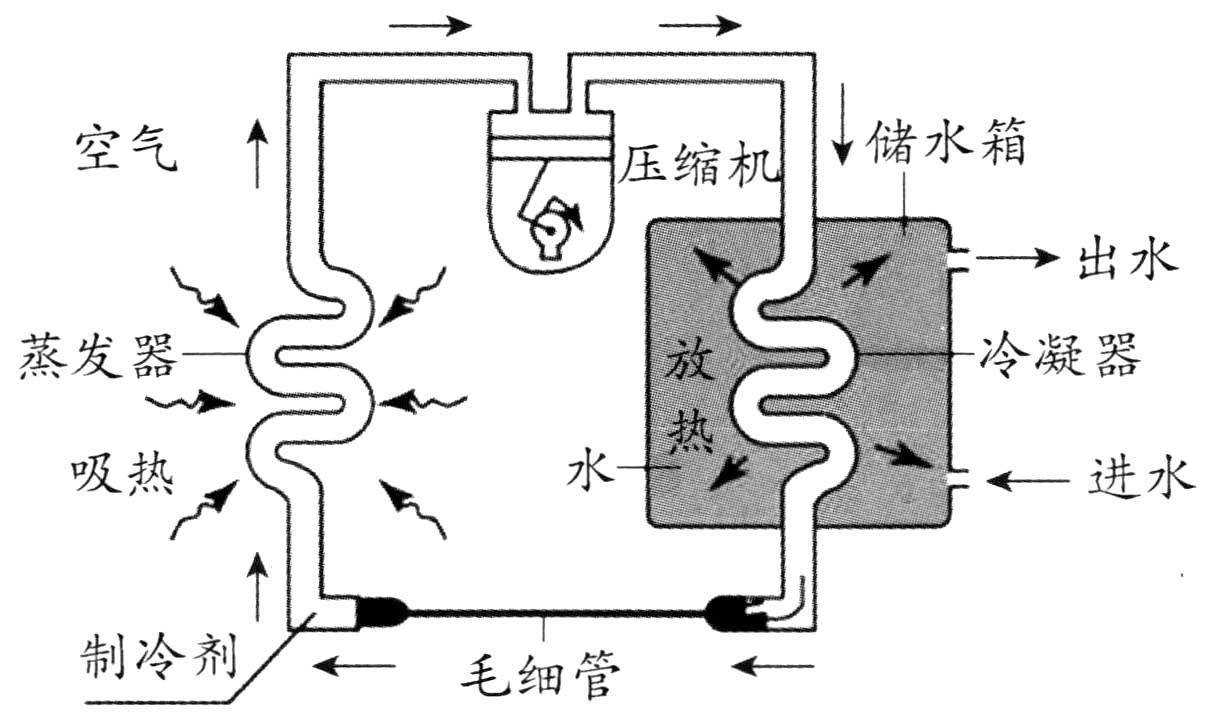 空气
压缩机
储水箱
出水
蒸发器
放
热
冷凝器
吸热
水
进水
制冷剂
毛细管